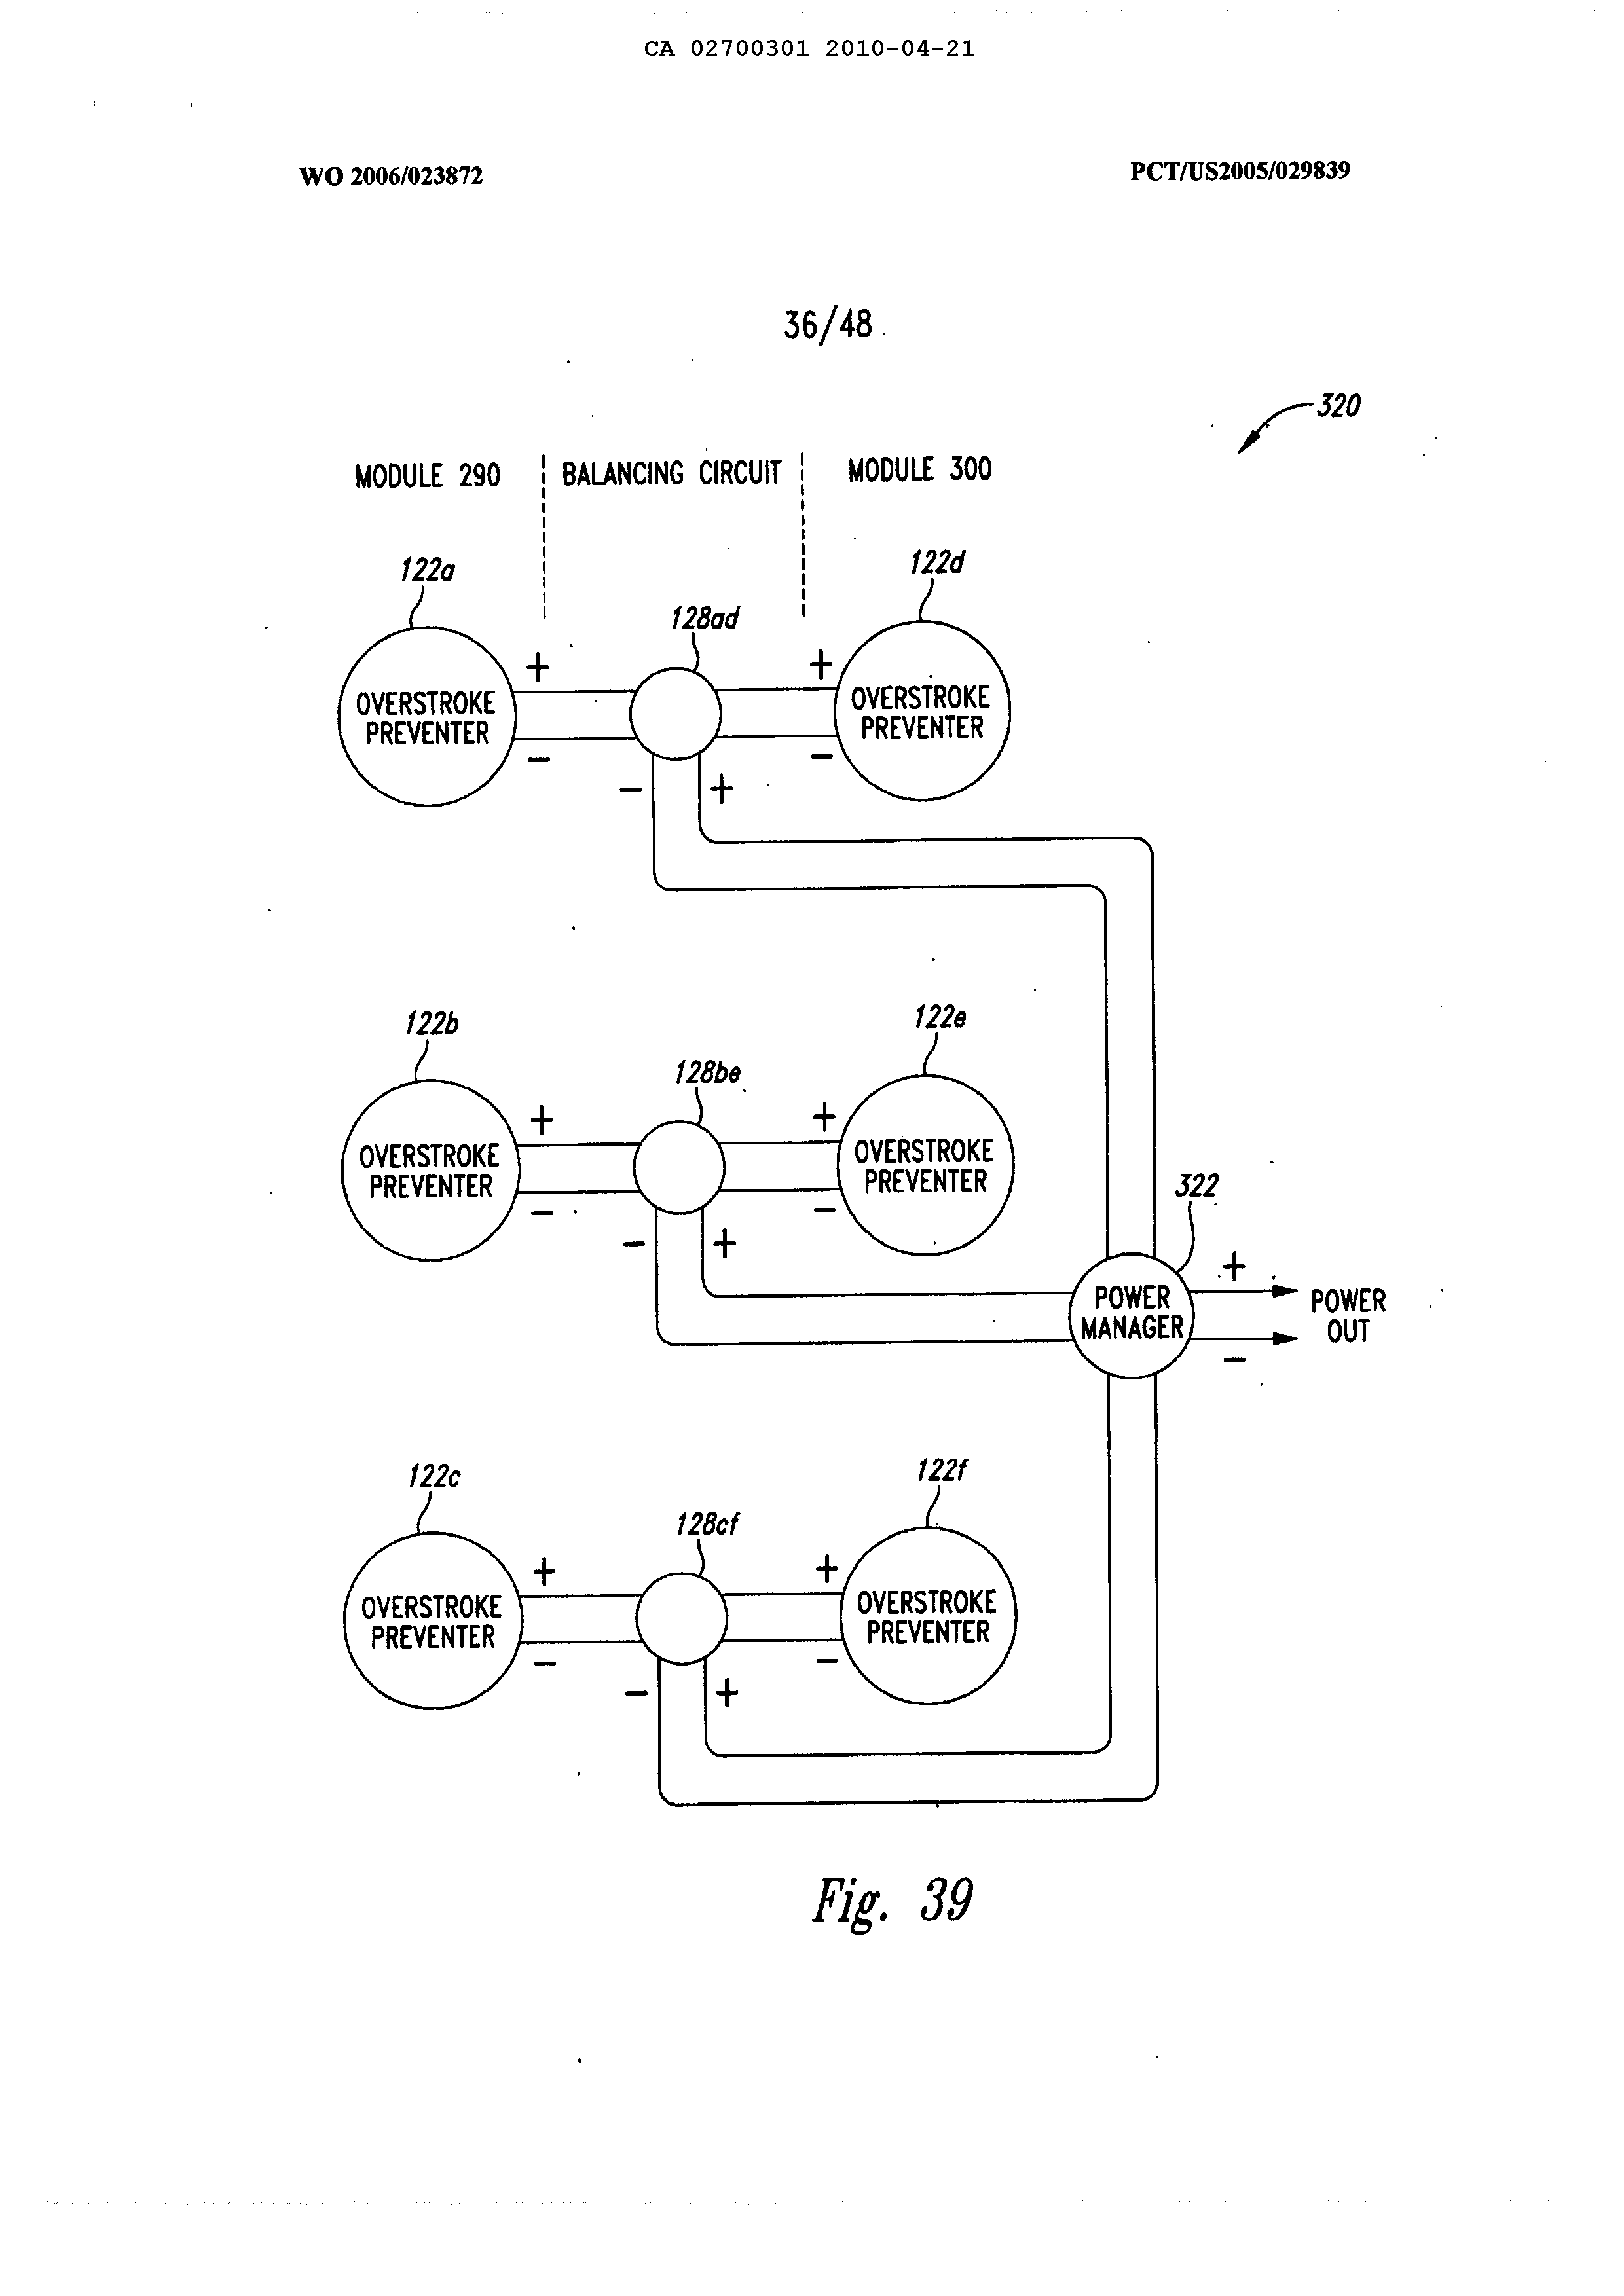 CA 02700301 2010-04-21
WO 2006/023872
PCT/US2005/029839
36/48
320
MODULE 290
BALANCING CIRCUIT
MODULE 300
122a
122d
128ad
+
+
OVERSTROKE
PREVENTER
OVERSTROKE
PREVENTER
−
−
−
+
122b
122e
128be
+
+
OVERSTROKE
PREVENTER
OVERSTROKE
PREVENTER
−
−
−
+
322
+
POWER
MANAGER
POWER
OUT
−
122c
122f
128cf
+
+
OVERSTROKE
PREVENTER
OVERSTROKE
PREVENTER
−
−
−
+
Fig. 39